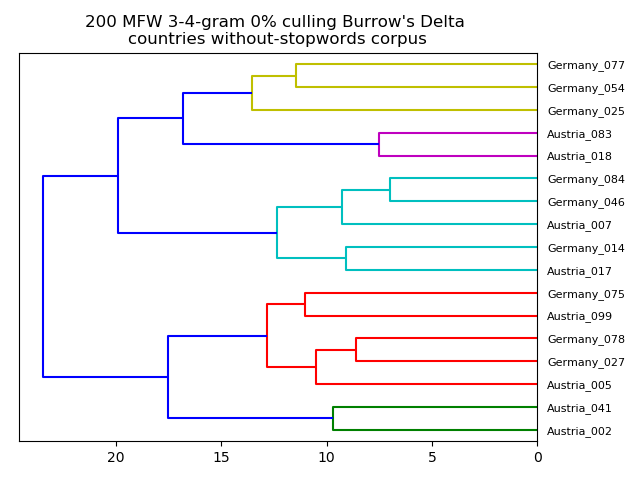 200 MFW 3-4-gram 0% culling Burrow's Delta
countries without-stopwords corpus
Germany_077
Germany_054
Germany_025
Austria_083
Austria_018
Germany_084
Germany_046
Austria_007
Germany_014
Austria_017
Germany_075
Austria_099
Germany_078
Germany_027
Austria_005
Austria_041
Austria_002
20 15 10 5 0